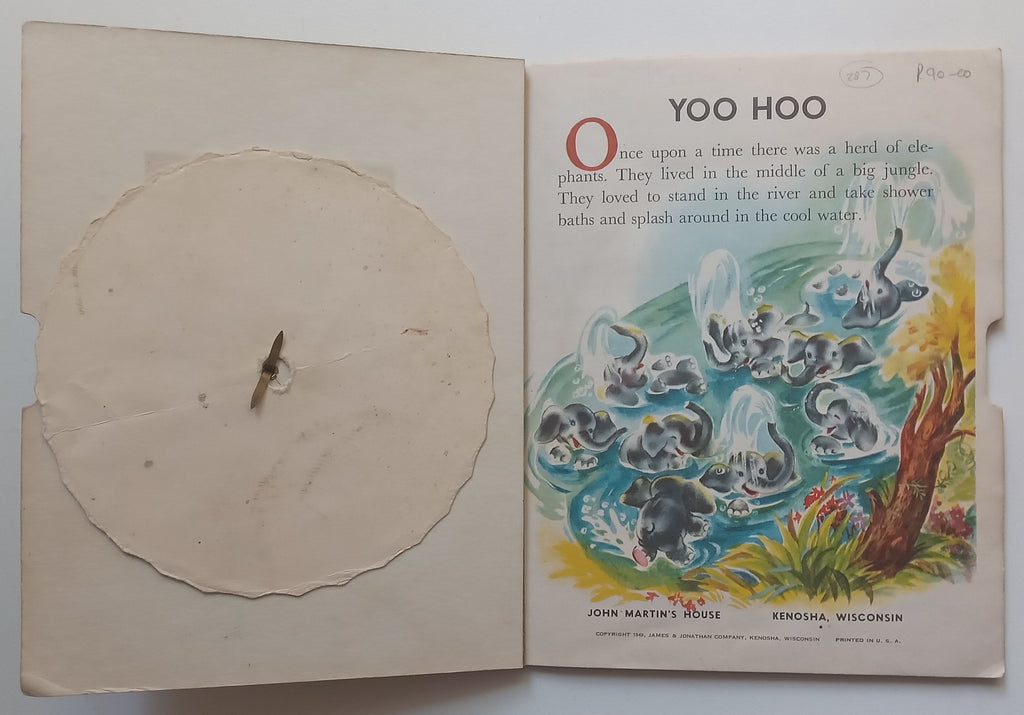 287
R90-00
YOO HOO
Once upon a time there was a herd of ele-
phants. They lived in the middle of a big jungle.
They loved to stand in the river and take shower
baths and splash around in the cool water.
JOHN MARTIN'S HOUSE KENOSHA, WISCONSIN
COPYRIGHT JAMES & JONATHAN COMPANY, KENOSHA, WISCONSIN PRINTED IN U. S. A.